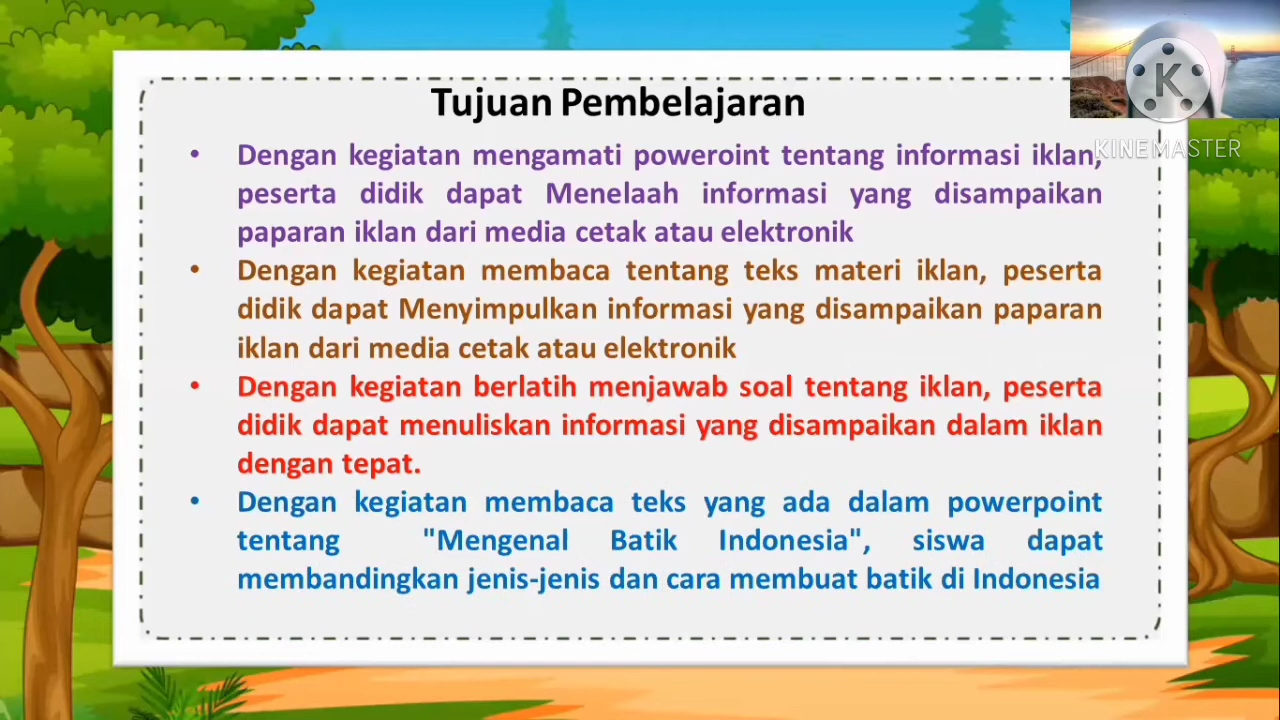 Tujuan Pembelajaran
• Dengan kegiatan mengamati poweroint tentang informasi iklan,
peserta didik dapat Menelaah informasi yang disampaikan
paparan iklan dari media cetak atau elektronik
• Dengan kegiatan membaca tentang teks materi iklan, peserta
didik dapat Menyimpulkan informasi yang disampaikan paparan
iklan dari media cetak atau elektronik
• Dengan kegiatan berlatih menjawab soal tentang iklan, peserta
didik dapat menuliskan informasi yang disampaikan dalam iklan
dengan tepat.
• Dengan kegiatan membaca teks yang ada dalam powerpoint
tentang "Mengenal Batik Indonesia", siswa dapat
membandingkan jenis-jenis dan cara membuat batik di Indonesia
K
KINEMASTER